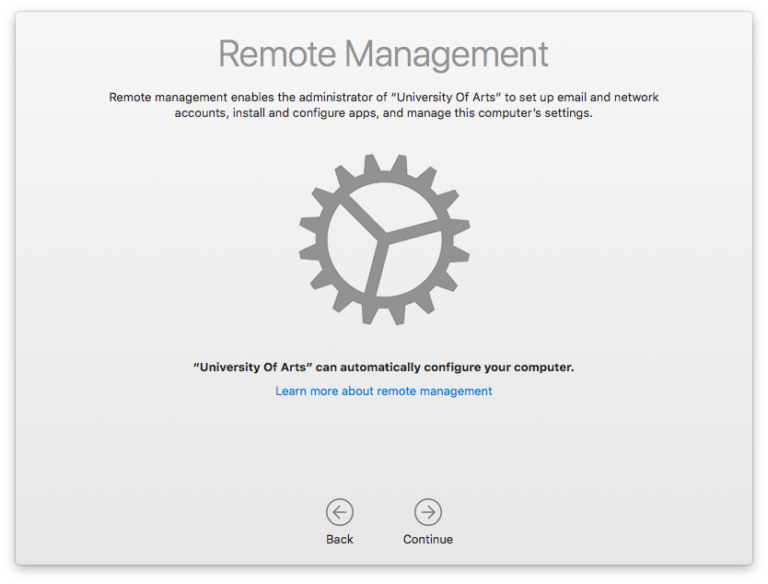 Remote Management
Remote management enables the administrator of “University Of Arts” to set up email and network
accounts, install and configure apps, and manage this computer’s settings.
“University Of Arts” can automatically configure your computer.
Learn more about remote management
Back
Continue